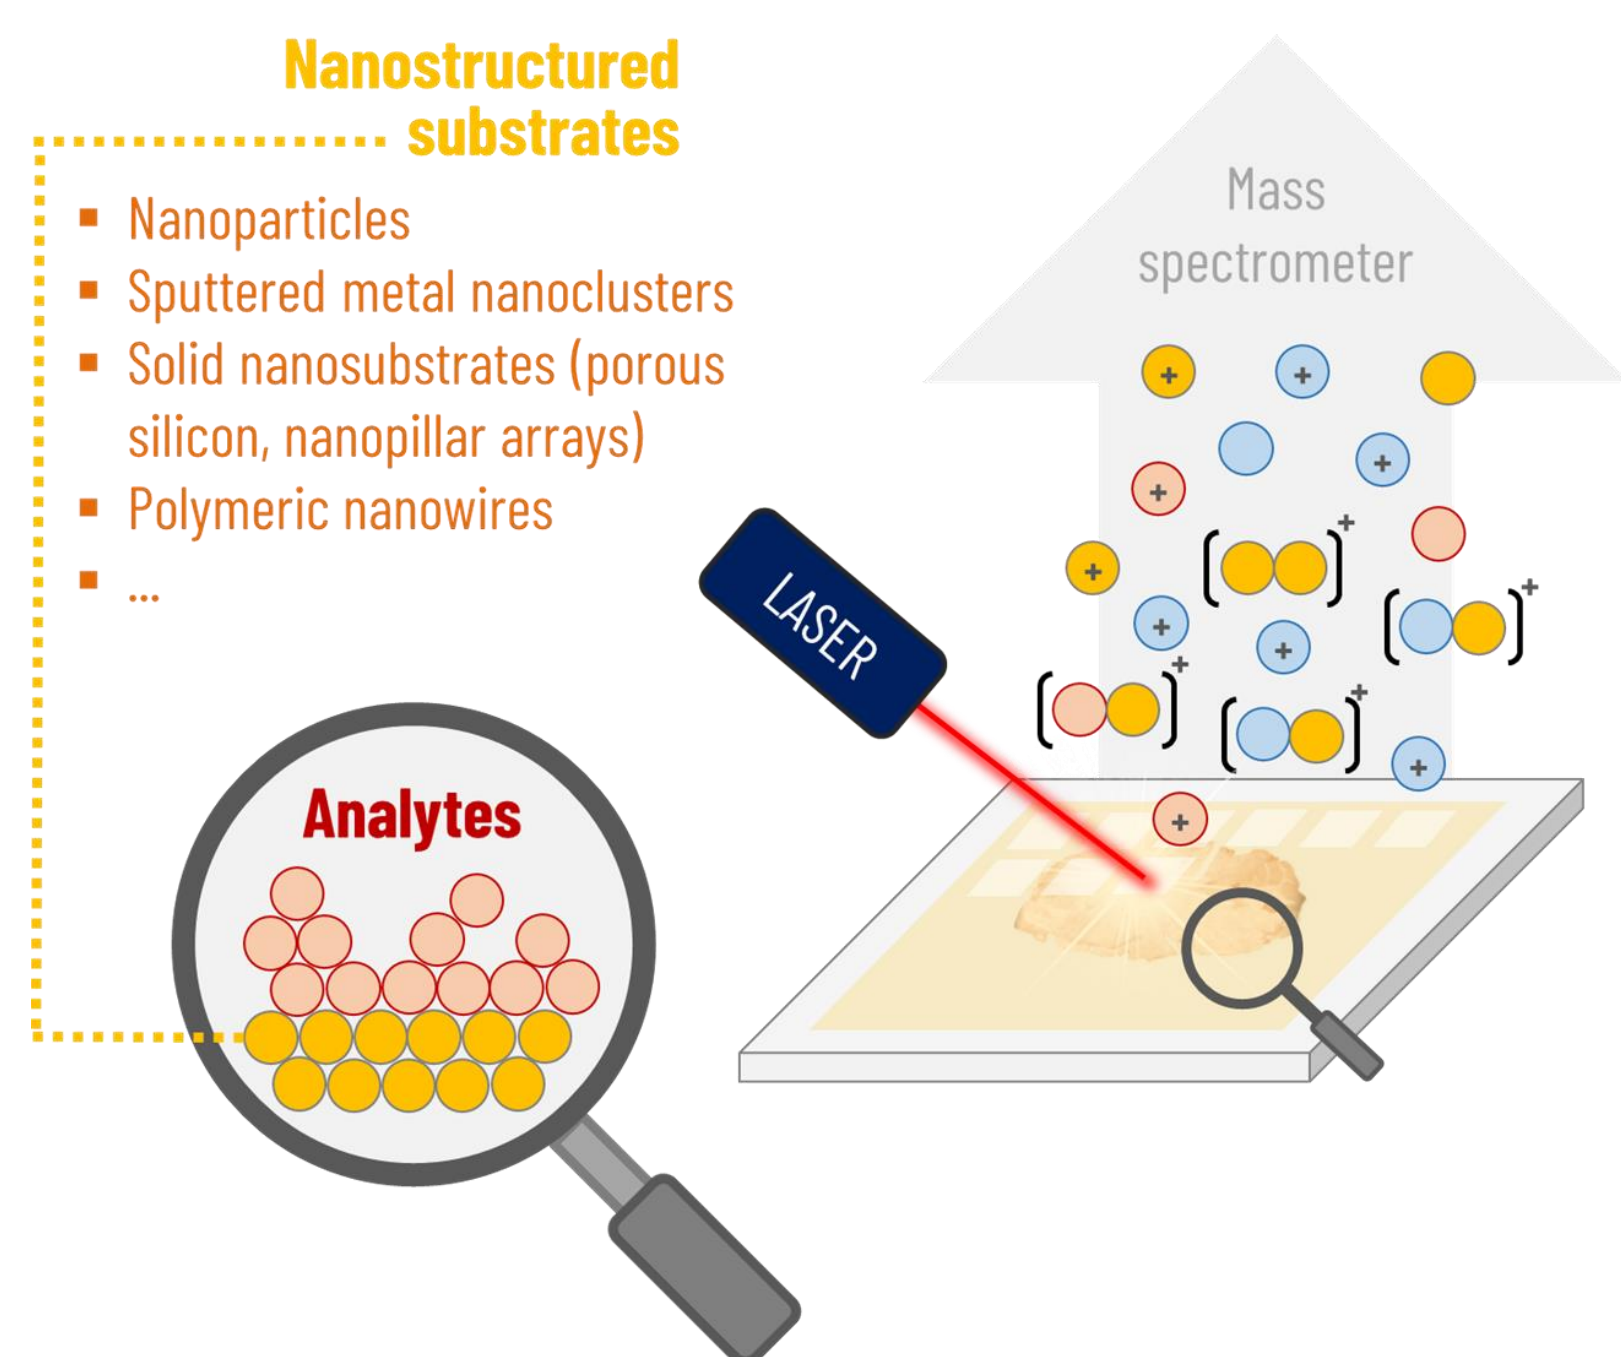 Nanostructured
substrates
▪ Nanoparticles
▪ Sputtered metal nanoclusters
▪ Solid nanosubstrates (porous
silicon, nanopillar arrays)
▪ Polymeric nanowires
▪ ...
Mass
spectrometer
+ +
+
+
+
+
+
+ +
+
+
+
+
+
LASER
Analytes